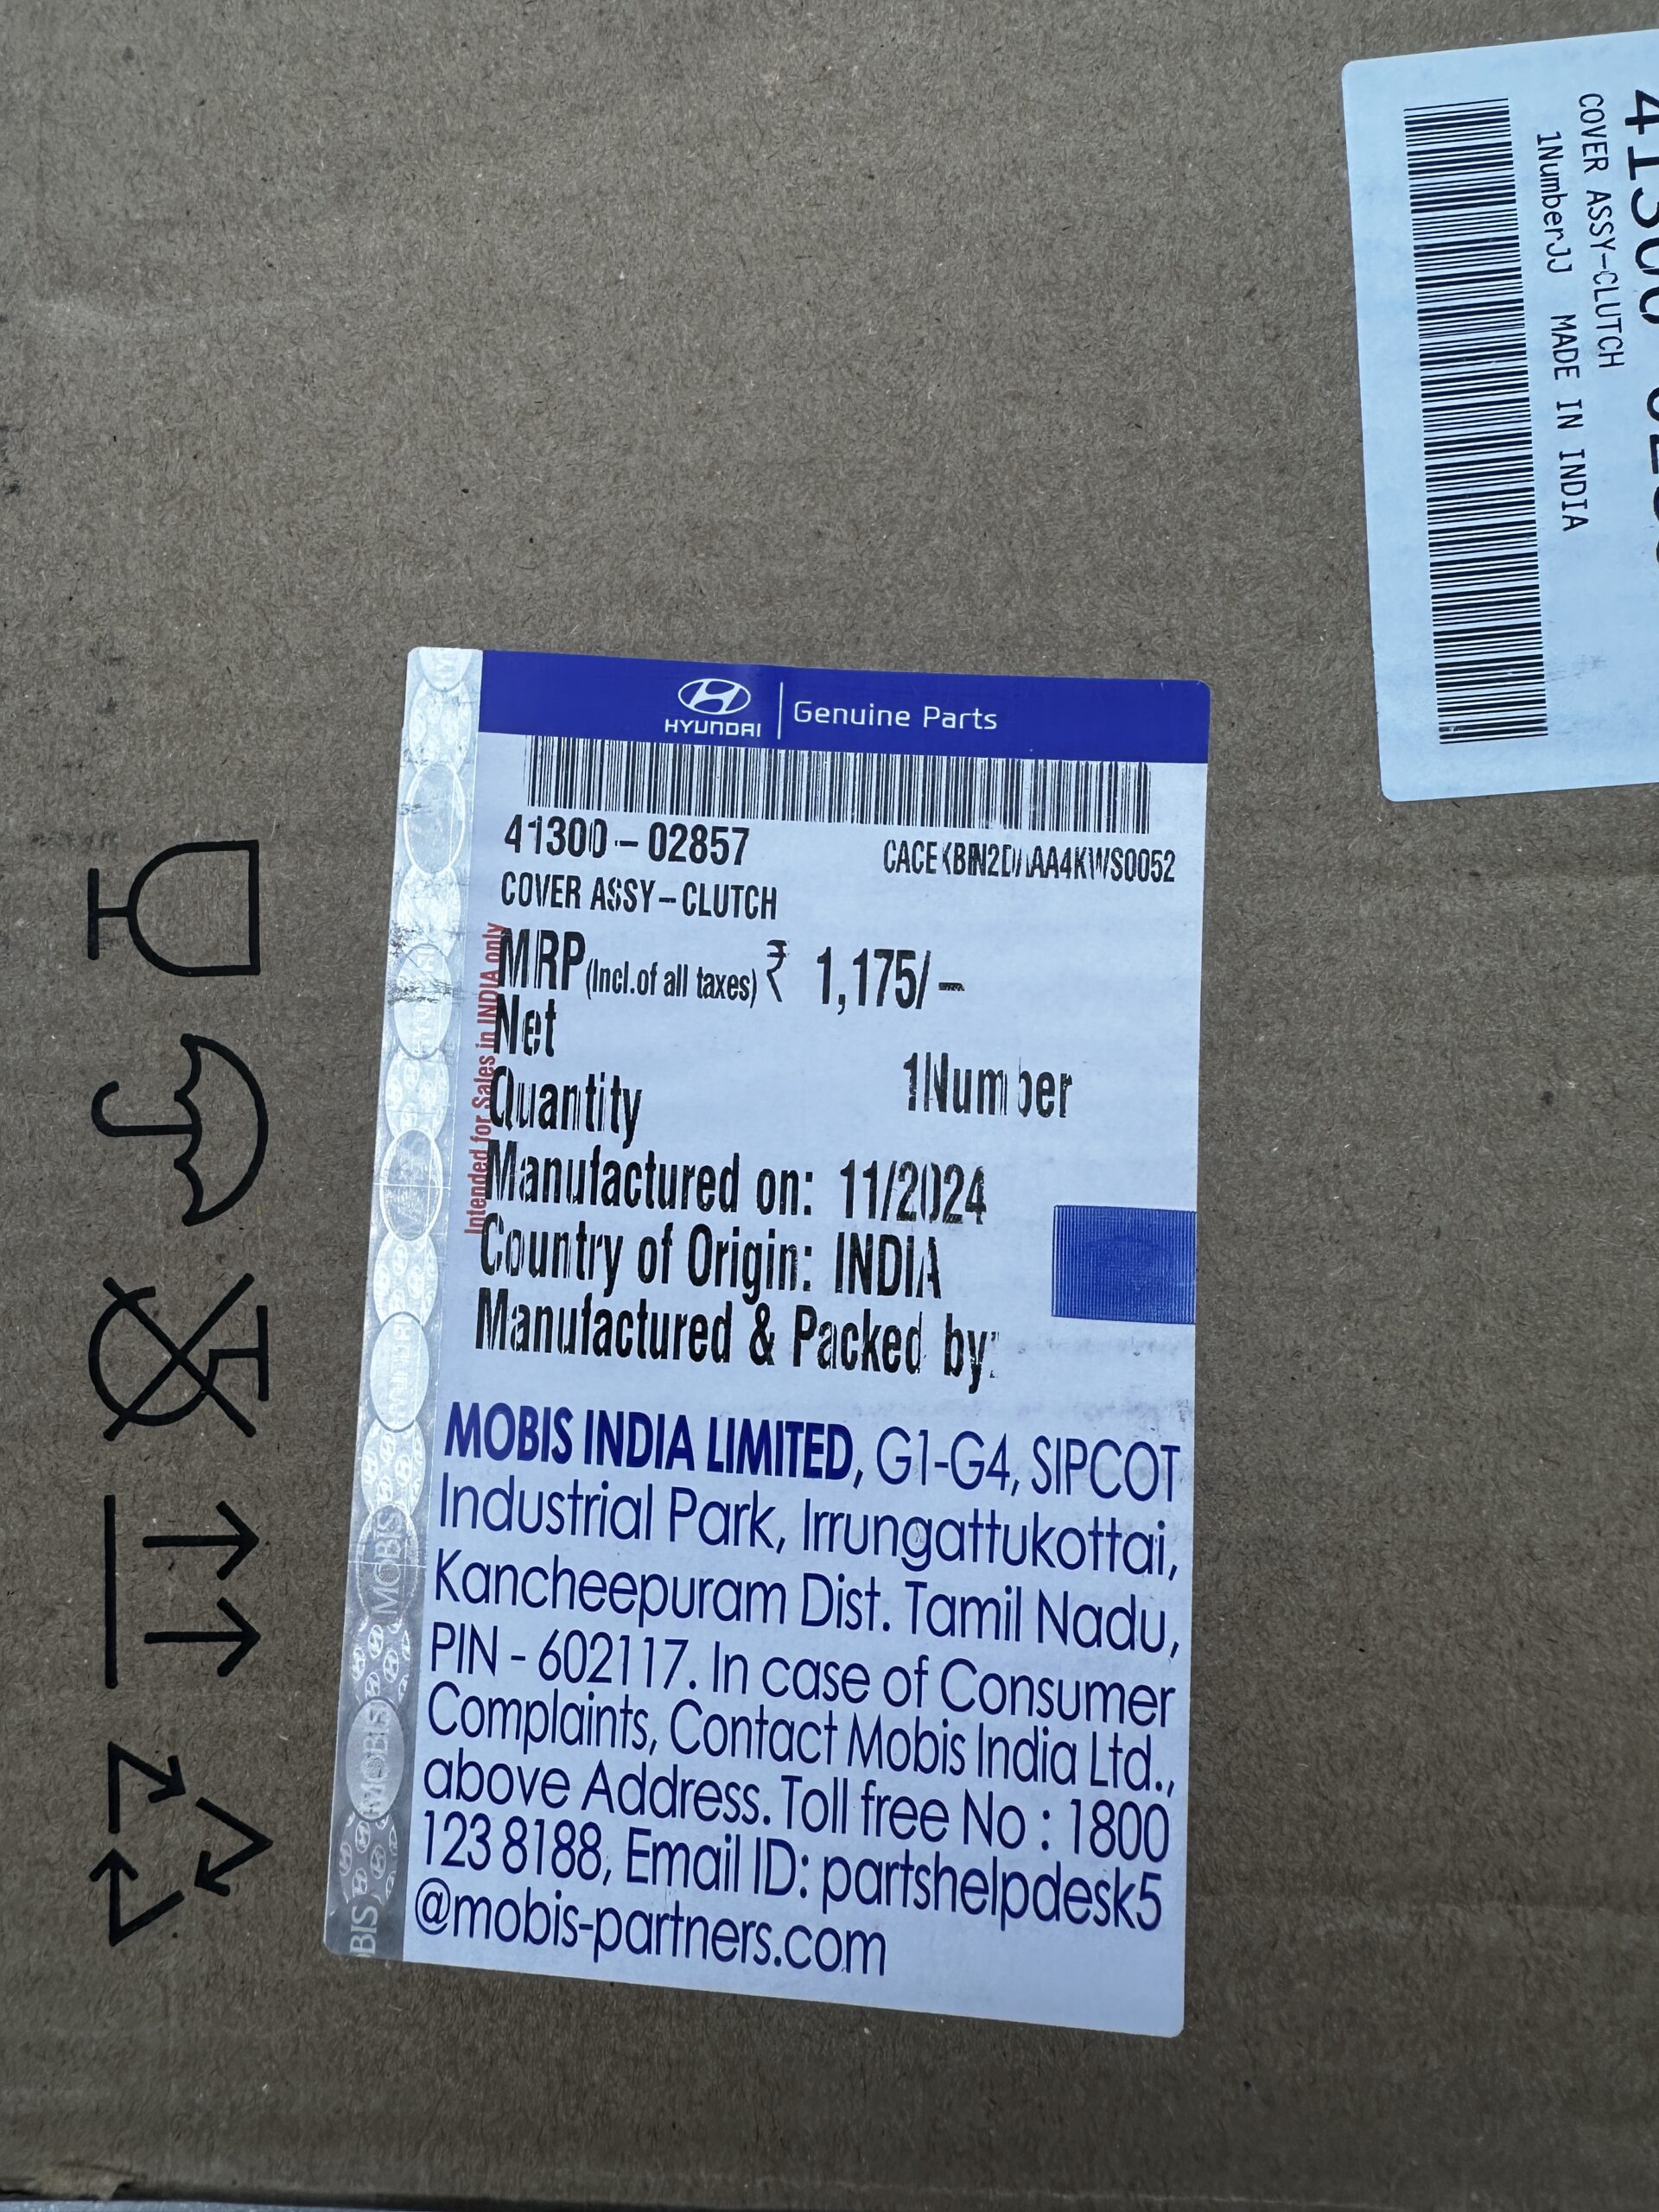 HYUNDAI | Genuine Parts
41300-02857
COVER ASSY-CLUTCH
MRP(Incl.of all taxes) ₹ 1,175/-
Net
Quantity 1Number
Manufactured on: 11/2024
Country of Origin: INDIA
Manufactured & Packed by:
MOBIS INDIA LIMITED, G1-G4, SIPCOT
Industrial Park, Irrungattukottai,
Kancheepuram Dist. Tamil Nadu,
PIN - 602117. In case of Consumer
Complaints, Contact Mobis India Ltd.,
above Address. Toll free No : 1800
123 8188, Email ID: partshelpdesk5
@mobis-partners.com
Intended for Sales in INDIA only
MOBIS
MOBIS
COVER ASSY-CLUTCH
1NumberJJ MADE IN INDIA